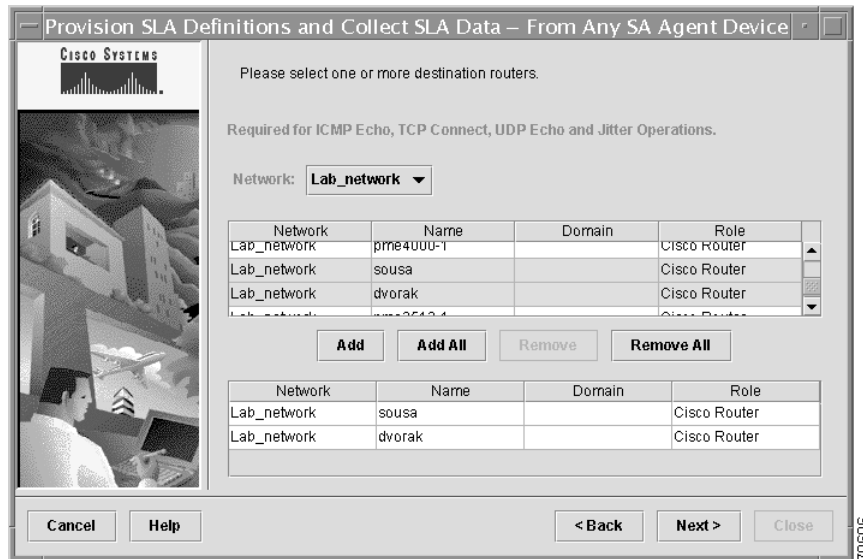 Provision SLA Definitions and Collect SLA Data – From Any SA Agent Device
CISCO SYSTEMS
Please select one or more destination routers.
Required for ICMP Echo, TCP Connect, UDP Echo and Jitter Operations.
Network: Lab_network
Network Name Domain Role
Lab_network pme4000-1 Cisco Router
Lab_network sousa Cisco Router
Lab_network dvorak Cisco Router
Add Add All Remove Remove All
Network Name Domain Role
Lab_network sousa Cisco Router
Lab_network dvorak Cisco Router
Cancel Help < Back Next > Close